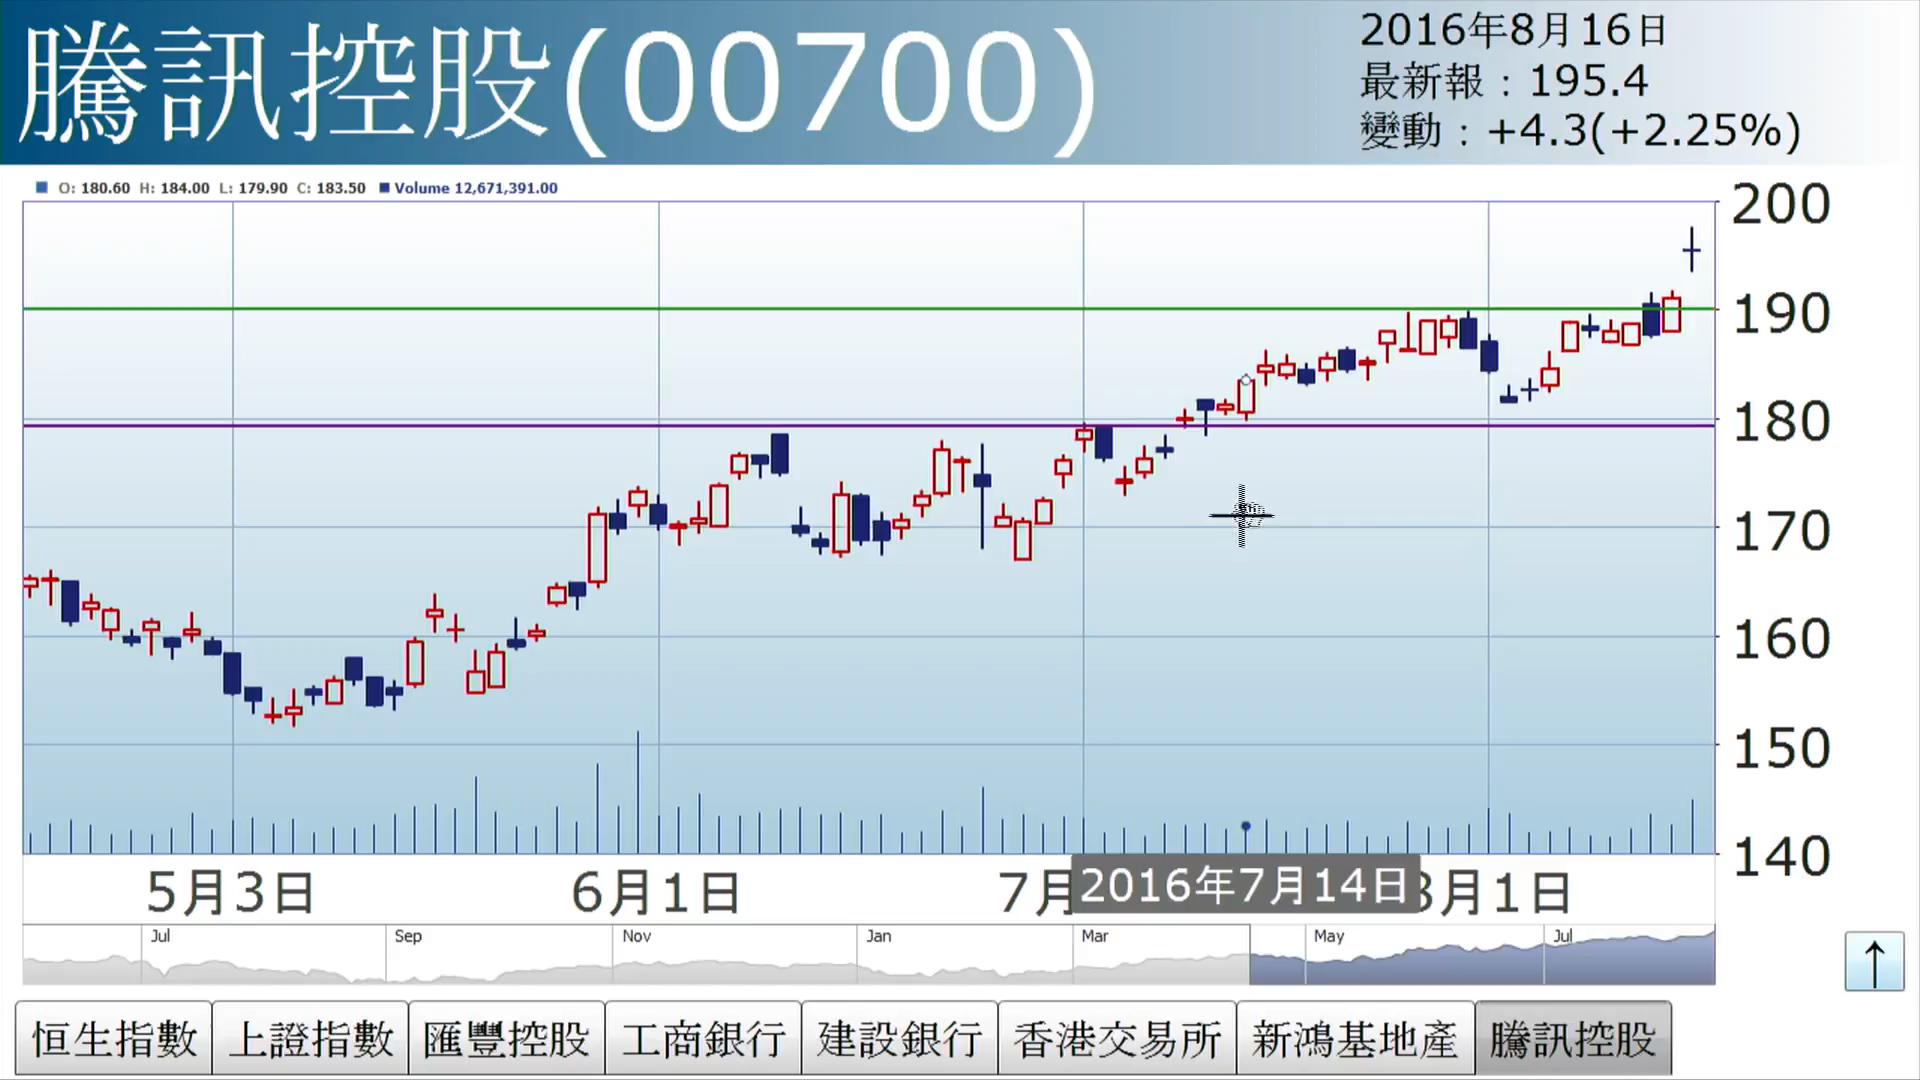 騰訊控股(00700)
2016年8月16日
最新報：195.4
變動：+4.3(+2.25%)
O: 180.60 H: 184.00 L: 179.90 C: 183.50 Volume 12,671,391.00
200
190
180
170
160
150
140
5月3日 6月1日 7月 2016年7月14日 8月1日
Jul Sep Nov Jan Mar May Jul
↑
恒生指數 上證指數 匯豐控股 工商銀行 建設銀行 香港交易所 新鴻基地產 騰訊控股